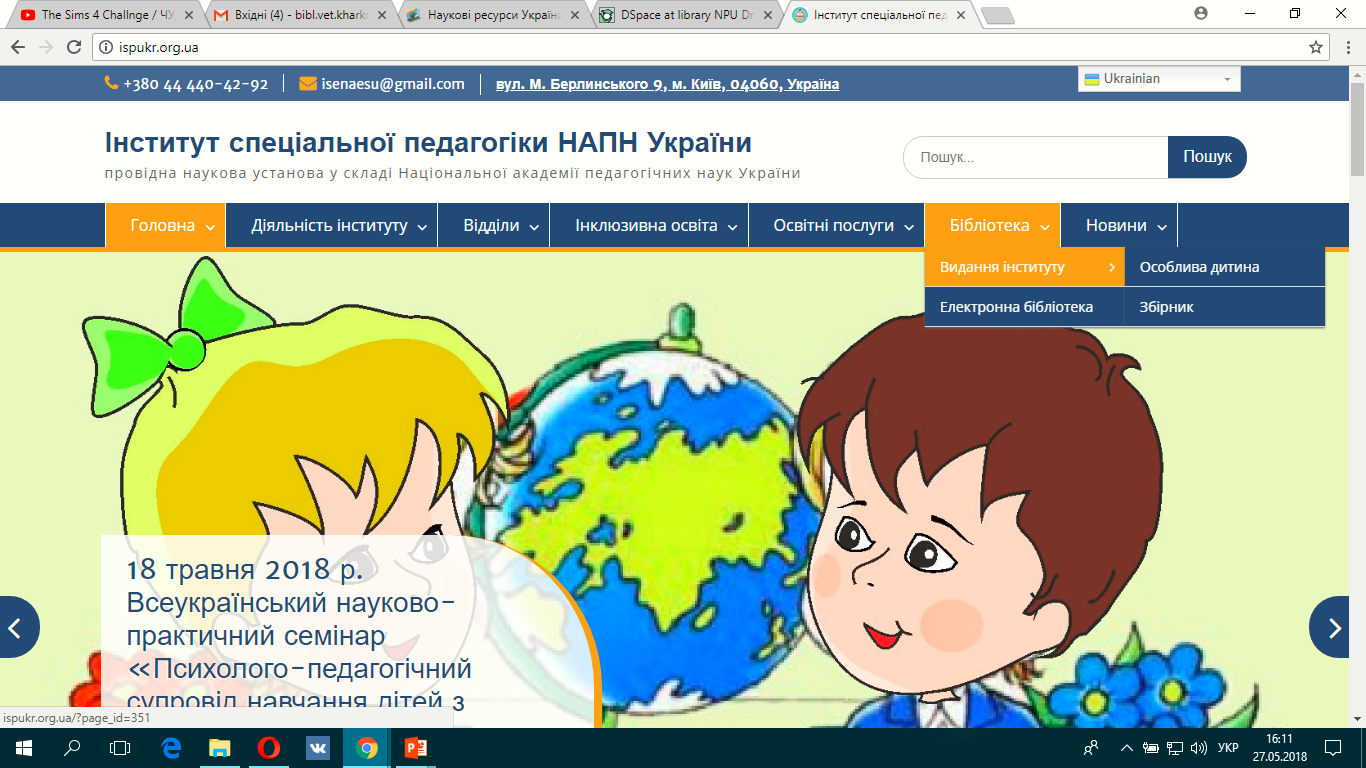 The Sims 4 Challnge / ЧУ
Вхідні (4) - bibl.vet.khark
Наукові ресурси Україн
DSpace at library NPU Dr
Інститут спеціальної пед
ispukr.org.ua
+380 44 440-42-92
isenaesu@gmail.com
вул. М. Берлинського 9, м. Київ, 04060, Україна
Ukrainian
Інститут спеціальної педагогіки НАПН України
провідна наукова установа у складі Національної академії педагогічних наук України
Пошук...
Пошук
Головна
Діяльність інституту
Відділи
Інклюзивна освіта
Освітні послуги
Бібліотека
Новини
Видання інституту
Особлива дитина
Електронна бібліотека
Збірник
18 травня 2018 р.
Всеукраїнський науково-
практичний семінар
«Психолого-педагогічний
супровід навчання дітей з
ispukr.org.ua/?page_id=351
УКР
16:11
27.05.2018